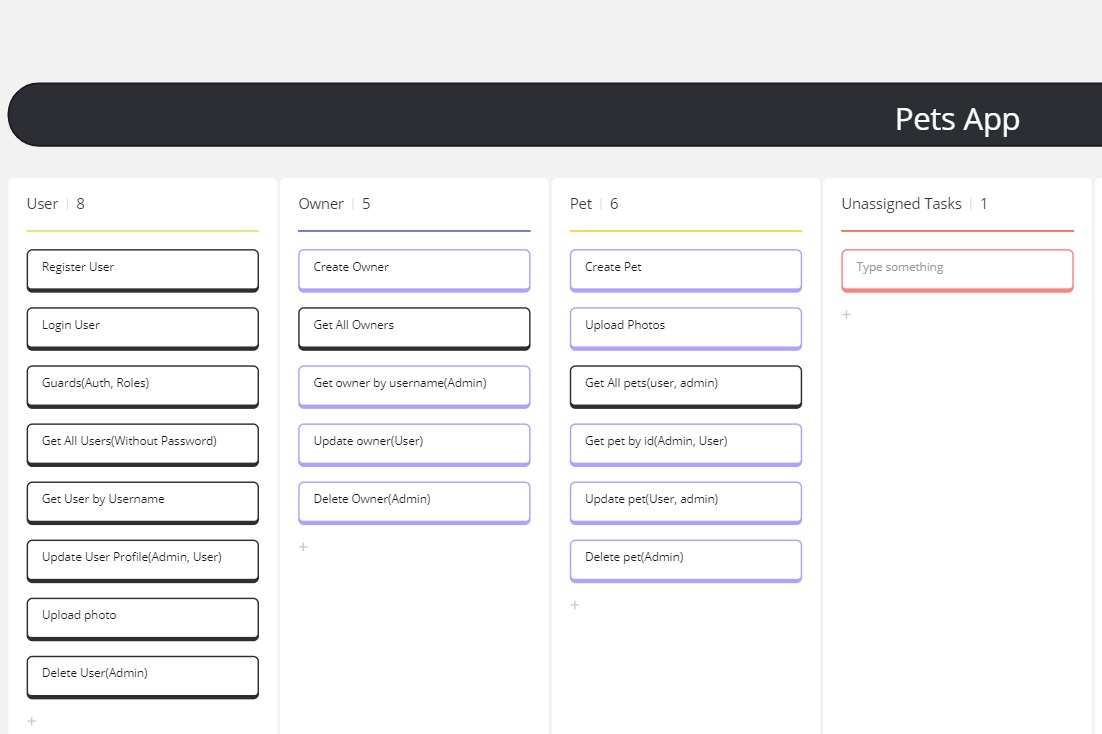 Pets App
User | 8
Register User
Login User
Guards(Auth, Roles)
Get All Users(Without Password)
Get User by Username
Update User Profile(Admin, User)
Upload photo
Delete User(Admin)
+
Owner | 5
Create Owner
Get All Owners
Get owner by username(Admin)
Update owner(User)
Delete Owner(Admin)
+
Pet | 6
Create Pet
Upload Photos
Get All pets(user, admin)
Get pet by id(Admin, User)
Update pet(User, admin)
Delete pet(Admin)
+
Unassigned Tasks | 1
Type something
+